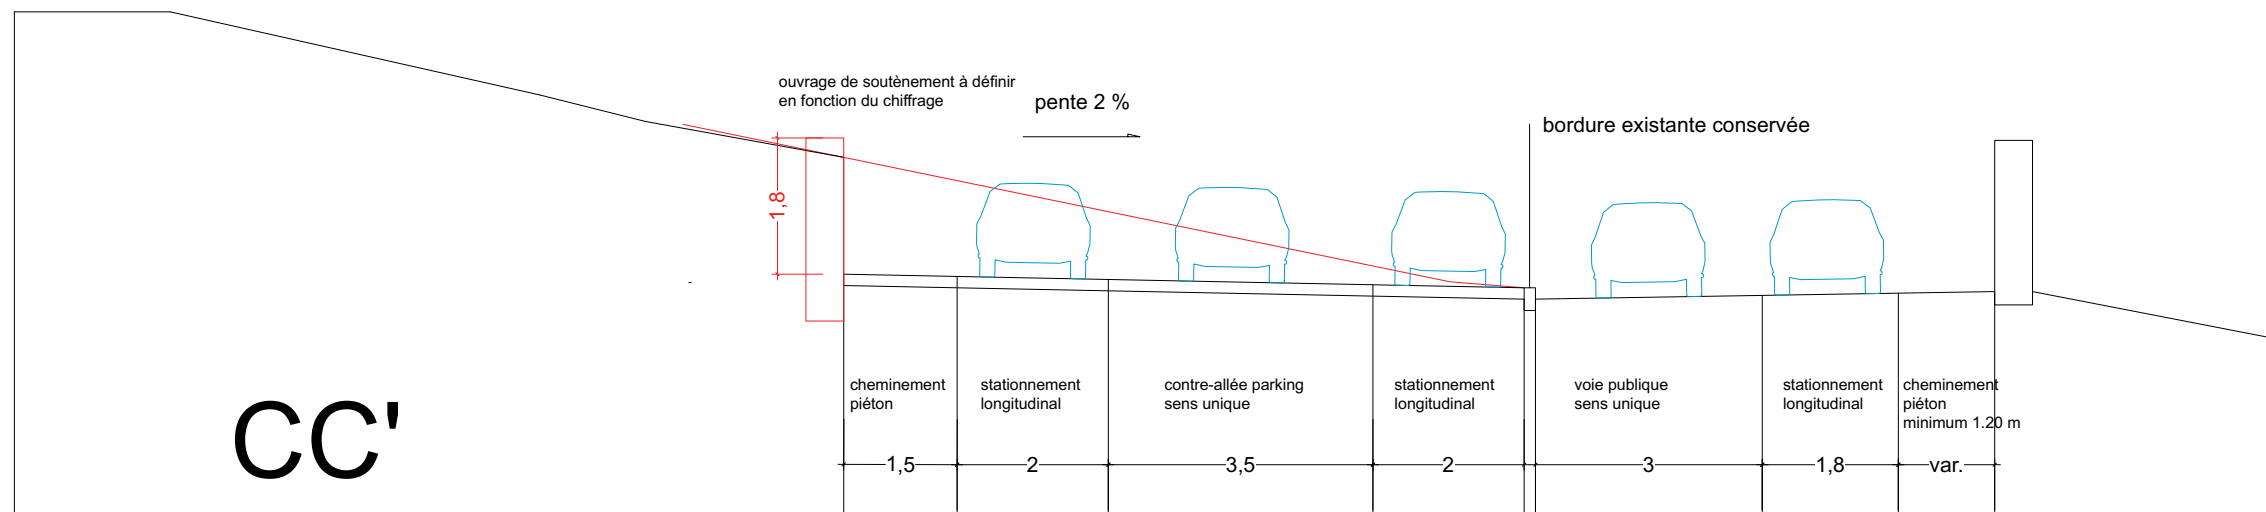 ouvrage de soutènement à définir
en fonction du chiffrage
pente 2 %
bordure existante conservée
1,8
cheminement
piéton
stationnement
longitudinal
contre-allée parking
sens unique
stationnement
longitudinal
voie publique
sens unique
stationnement
longitudinal
cheminement
piéton
minimum 1.20 m
CC'
1,5
2
3,5
2
3
1,8
var.